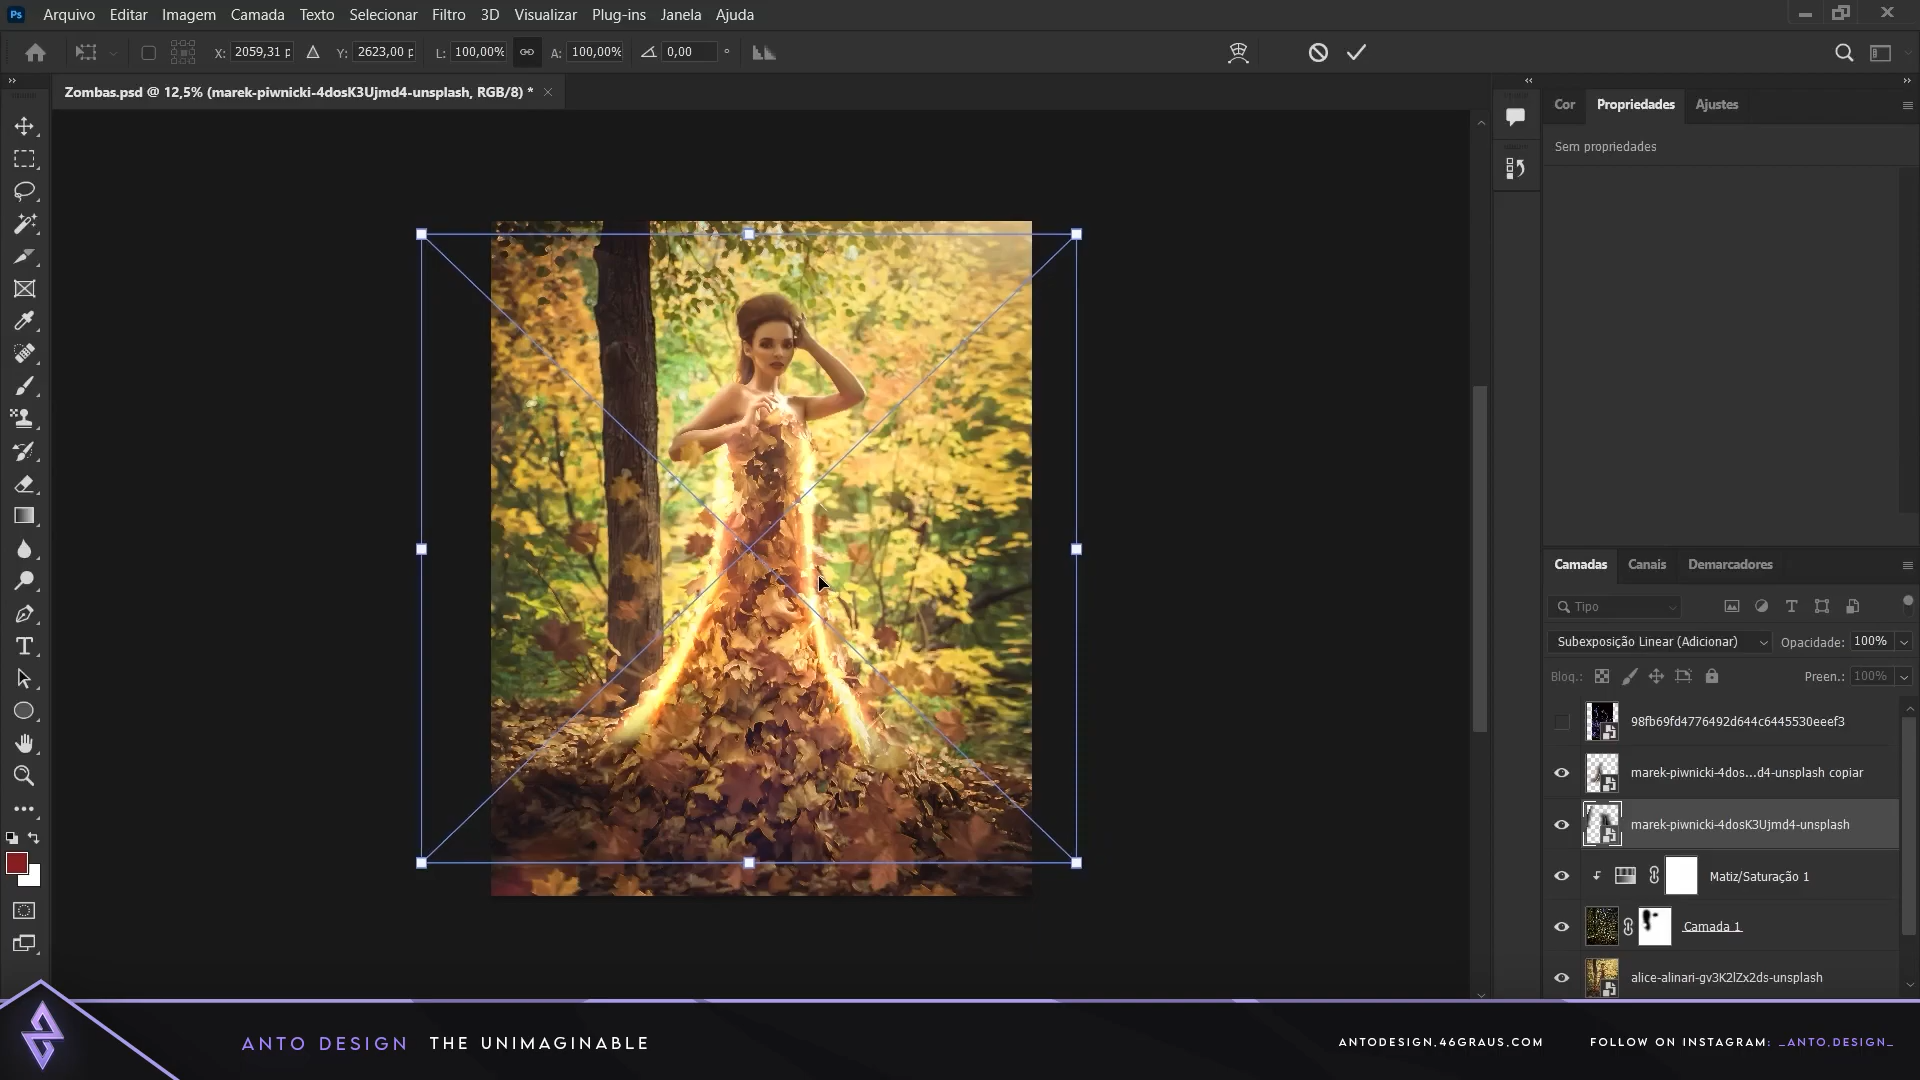 Ps Arquivo Editar Imagem Camada Texto Selecionar Filtro 3D Visualizar Plug-ins Janela Ajuda
X: 2059,31 p Y: 2623,00 p L: 100,00% A: 100,00% 0,00 °
Zombas.psd @ 12,5% (marek-piwnicki-4dosK3Ujmd4-unsplash, RGB/8) *
Cor Propriedades Ajustes
Sem propriedades
Camadas Canais Demarcadores
Tipo
Subexposição Linear (Adicionar) Opacidade: 100%
Bloq.: Preen.: 100%
98fb69fd4776492d644c6445530eeef3
marek-piwnicki-4dos...d4-unsplash copiar
marek-piwnicki-4dosK3Ujmd4-unsplash
Matiz/Saturação 1
Camada 1
alice-alinari-gv3K2lZx2ds-unsplash
ANTO DESIGN THE UNIMAGINABLE
ANTODESIGN.46GRAUS.COM
FOLLOW ON INSTAGRAM: _ANTO.DESIGN_